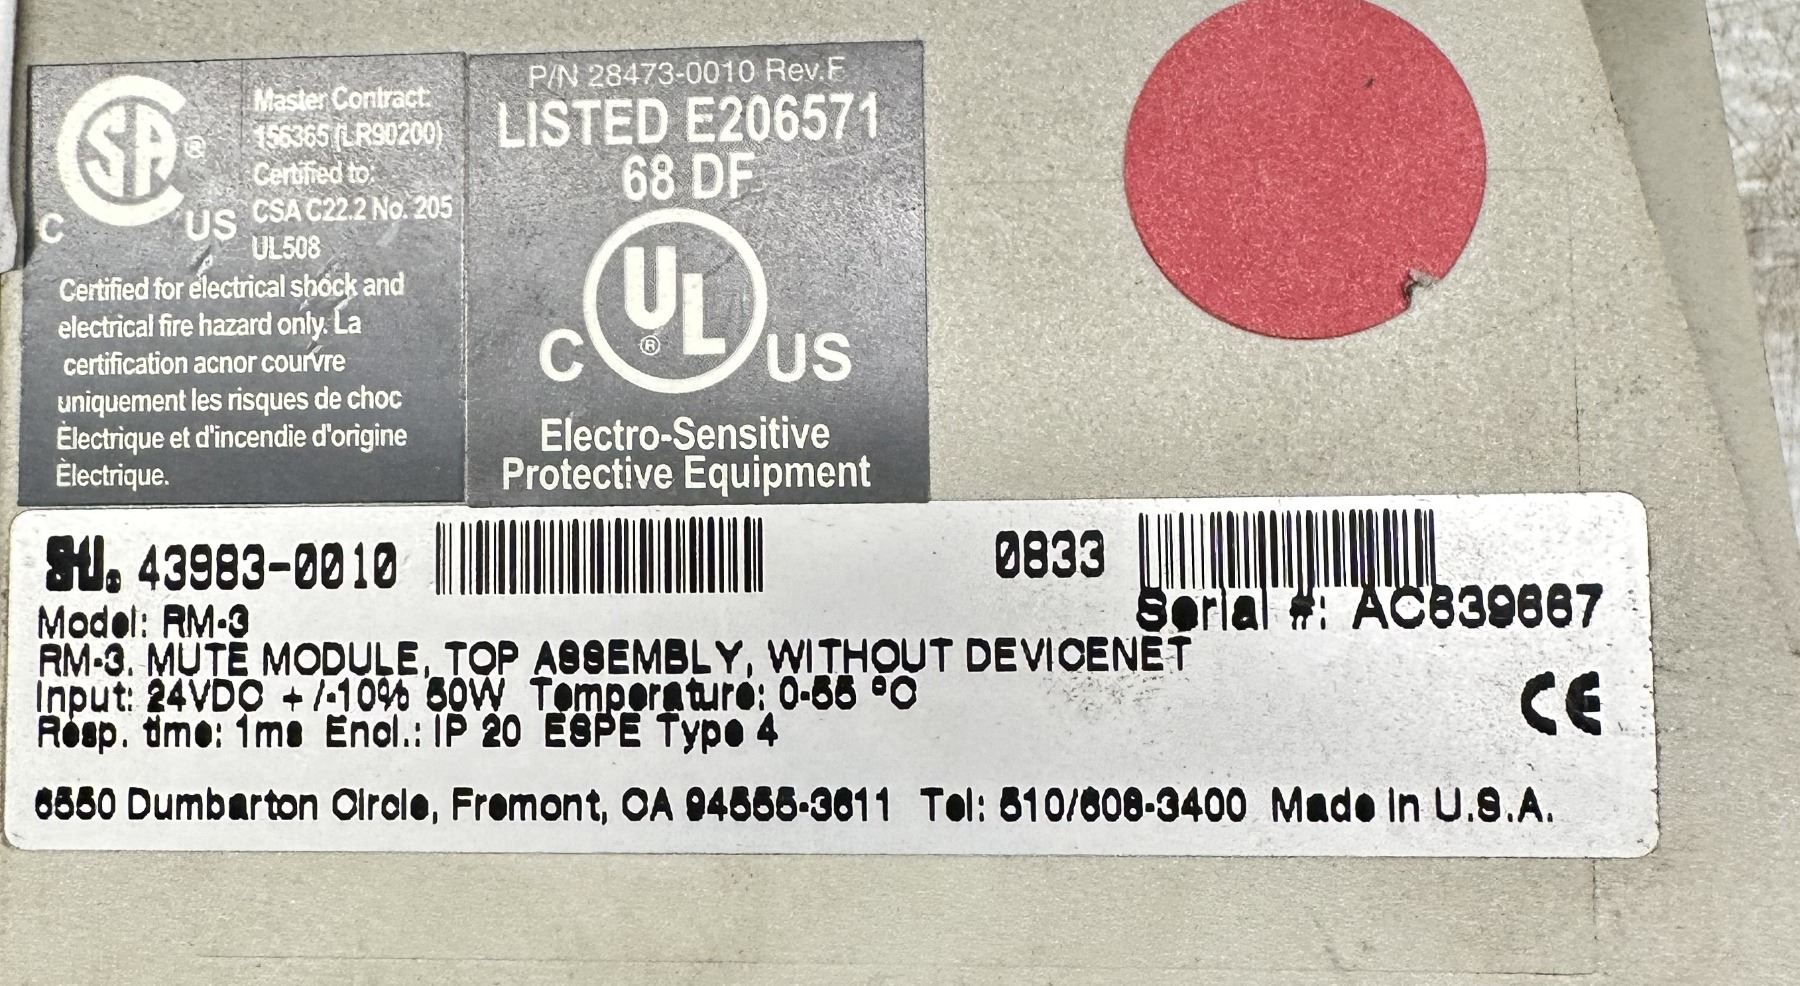 CSA ® C US
Master Contract:
156365 (LR90200)
Certified to:
CSA C22.2 No. 205
UL508
Certified for electrical shock and
electrical fire hazard only. La
certification acnor courvre
uniquement les risques de choc
Èlectrique et d'incendie d'origine
Èlectrique.
P/N 28473-0010 Rev.F
LISTED E206571
68 DF
C UL ® US
Electro-Sensitive
Protective Equipment
43983-0010
0833
Serial #: AC839667
Model: RM-3
RM-3. MUTE MODULE, TOP ASSEMBLY, WITHOUT DEVICENET
Input: 24VDC +/-10% 50W Temperature: 0-55 ºC
Resp. time: 1ms Encl.: IP 20 ESPE Type 4
CE
6550 Dumbarton Circle, Fremont, CA 94555-3611 Tel: 510/608-3400 Made in U.S.A.